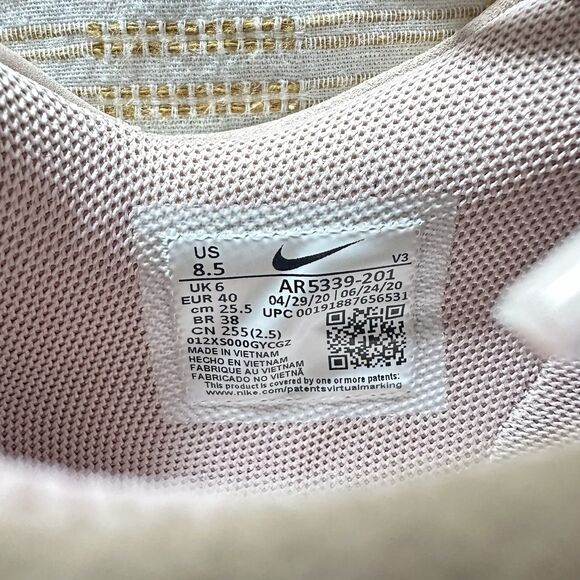 US
8.5
V3
UK 6
AR5339-201
EUR 40
04/29/20 | 06/24/20
cm 25.5
UPC 00191887656531
BR 38
CN 255(2.5)
012XS000GYCGZ
MADE IN VIETNAM
HECHO EN VIETNAM
FABRIQUE AU VIETNAM
FABRICADO NO VIETNÃ
This product is covered by one or more patents:
www.nike.com/patentsvirtualmarking